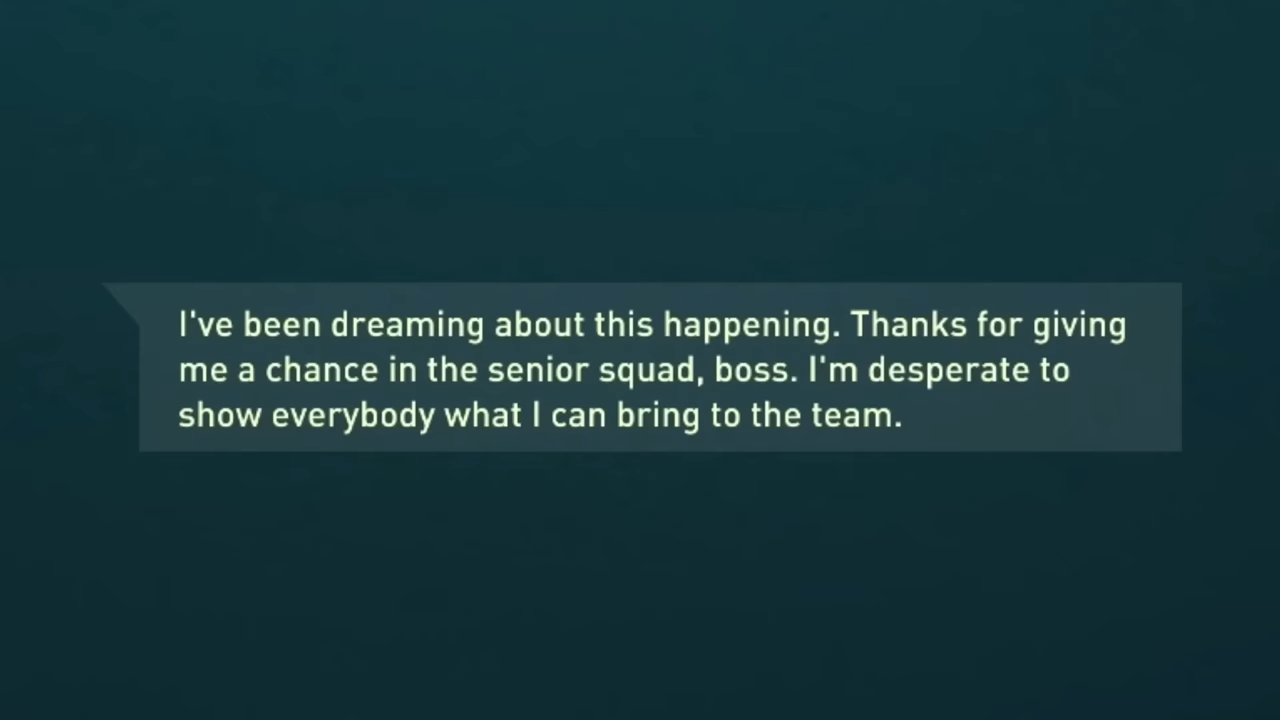 I've been dreaming about this happening. Thanks for giving
me a chance in the senior squad, boss. I'm desperate to
show everybody what I can bring to the team.